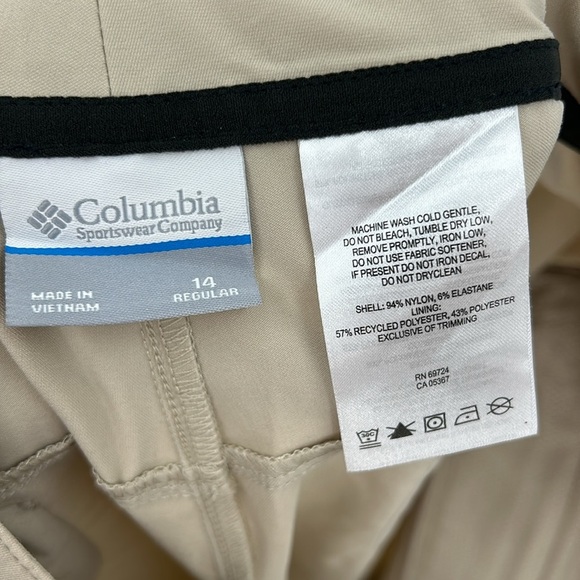 Columbia
Sportswear Company
MADE IN
VIETNAM
14
REGULAR
MACHINE WASH COLD GENTLE,
DO NOT BLEACH, TUMBLE DRY LOW,
REMOVE PROMPTLY, IRON LOW,
DO NOT USE FABRIC SOFTENER,
IF PRESENT DO NOT IRON DECAL,
DO NOT DRYCLEAN
SHELL: 94% NYLON, 6% ELASTANE
LINING:
57% RECYCLED POLYESTER, 43% POLYESTER
EXCLUSIVE OF TRIMMING
RN 69724
CA 05367
30C